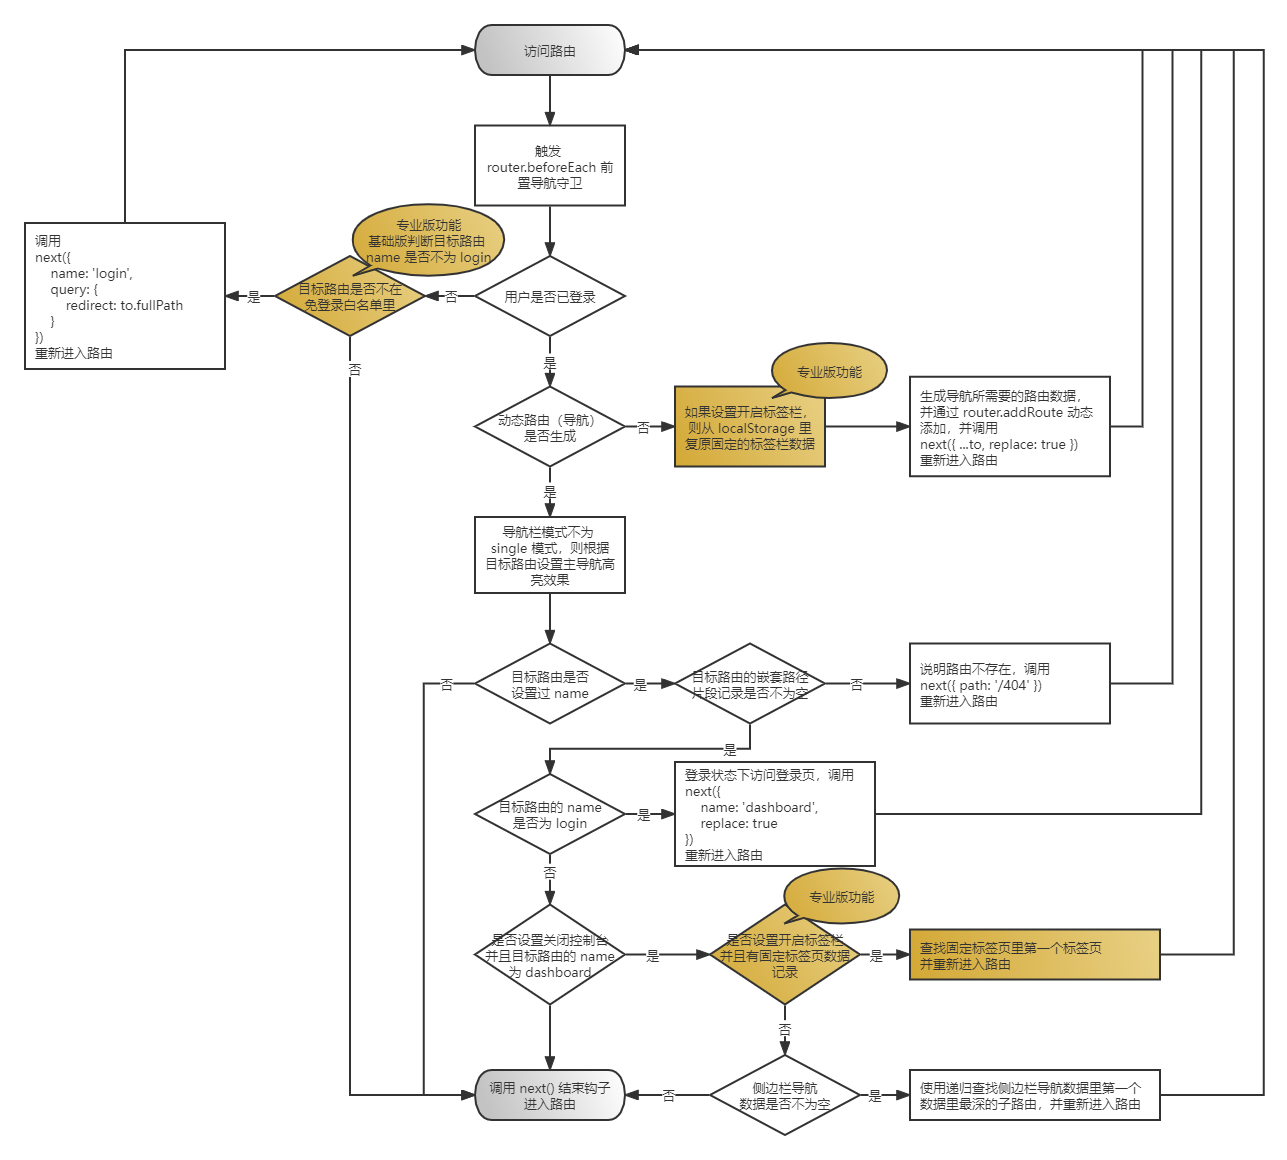 访问路由
触发
router.beforeEach 前
置导航守卫
专业版功能
基础版判断目标路由
name 是否不为 login
调用
next({
name: 'login',
query: {
redirect: to.fullPath
}
})
重新进入路由
是
目标路由是否不在
免登录白名单里
否
用户是否已登录
否
是
专业版功能
动态路由（导航）
是否生成
否
如果设置开启标签栏，
则从 localStorage 里
复原固定的标签栏数据
生成导航所需要的路由数据，
并通过 router.addRoute 动态
添加，并调用
next({ ...to, replace: true })
重新进入路由
是
导航栏模式不为
single 模式，则根据
目标路由设置主导航高
亮效果
否
目标路由是否
设置过 name
是
目标路由的嵌套路径
片段记录是否不为空
否
说明路由不存在，调用
next({ path: '/404' })
重新进入路由
是
目标路由的 name
是否为 login
是
登录状态下访问登录页，调用
next({
name: 'dashboard',
replace: true
})
重新进入路由
否
专业版功能
是否设置关闭控制台
并且目标路由的 name
为 dashboard
是
是否设置开启标签栏
并且有固定标签页数据
记录
是
查找固定标签页里第一个标签页
并重新进入路由
否
调用 next() 结束钩子
进入路由
否
侧边栏导航
数据是否不为空
是
使用递归查找侧边栏导航数据里第一个
数据里最深的子路由，并重新进入路由